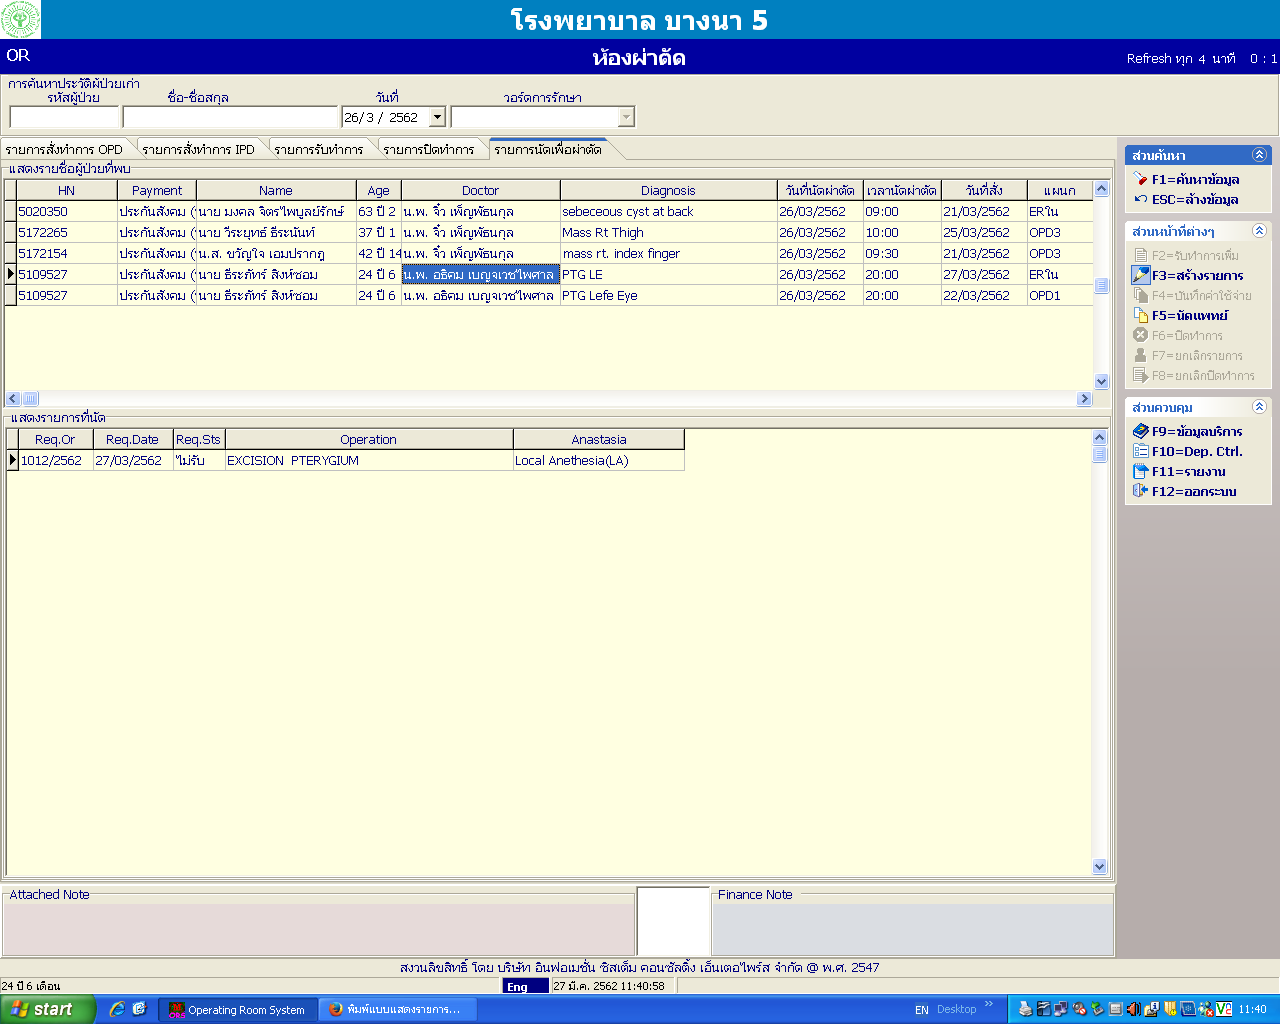 โรงพยาบาล บางนา 5
OR ห้องผ่าตัด Refresh ทุก 4 นาที 0 : 1
การค้นหาประวัติผู้ป่วยเก่า
รหัสผู้ป่วย ชื่อ-ชื่อสกุล วันที่ วอร์ดการรักษา
26/ 3 / 2562
รายการสั่งทำการ OPD รายการสั่งทำการ IPD รายการรับทำการ รายการปิดทำการ รายการนัดเพื่อผ่าตัด
แสดงรายชื่อผู้ป่วยที่พบ
HN Payment Name Age Doctor Diagnosis วันที่นัดผ่าตัด เวลานัดผ่าตัด วันที่สั่ง แผนก
5020350 ประกันสังคม ( นาย มงคล จิตรไพบูลย์รักษ์ 63 ปี 2 น.พ. จิ๋ว เพ็ญพัธนกุล sebeceous cyst at back 26/03/2562 09:00 21/03/2562 ERใน
5172265 ประกันสังคม ( นาย วีระยุทธ์ ธีระนันท์ 37 ปี 1 น.พ. จิ๋ว เพ็ญพัธนกุล Mass Rt Thigh 26/03/2562 10:00 25/03/2562 OPD3
5172154 ประกันสังคม ( น.ส. ขวัญใจ เอมปรากฎ 42 ปี 14 น.พ. จิ๋ว เพ็ญพัธนกุล mass rt. index finger 26/03/2562 09:30 21/03/2562 OPD3
5109527 ประกันสังคม ( นาย ธีระภัทร์ สิงห์ซอม 24 ปี 6 น.พ. อธิคม เบญจเวชไพศาล PTG LE 26/03/2562 20:00 27/03/2562 ERใน
5109527 ประกันสังคม ( นาย ธีระภัทร์ สิงห์ซอม 24 ปี 6 น.พ. อธิคม เบญจเวชไพศาล PTG Lefe Eye 26/03/2562 20:00 22/03/2562 OPD1
แสดงรายการที่นัด
Req.Or Req.Date Req.Sts Operation Anastasia
1012/2562 27/03/2562 ไม่รับ EXCISION PTERYGIUM Local Anethesia(LA)
ส่วนค้นหา
F1=ค้นหาข้อมูล
ESC=ล้างข้อมูล
ส่วนหน้าที่ต่างๆ
F2=รับทำการเพิ่ม
F3=สร้างรายการ
F4=บันทึกค่าใช้จ่าย
F5=นัดแพทย์
F6=ปิดทำการ
F7=ยกเลิกรายการ
F8=ยกเลิกปิดทำการ
ส่วนควบคุม
F9=ข้อมูลบริการ
F10=Dep. Ctrl.
F11=รายงาน
F12=ออกระบบ
Attached Note Finance Note
สงวนลิขสิทธิ์ โดย บริษัท อินฟอเมชั่น ซิสเต็ม คอนซัลติ้ง เอ็นเตอไพร์ส จำกัด @ พ.ศ. 2547
24 ปี 6 เดือน Eng 27 มี.ค. 2562 11:40:58
start Operating Room System พิมพ์แบบแสดงรายการ... EN Desktop 11:40